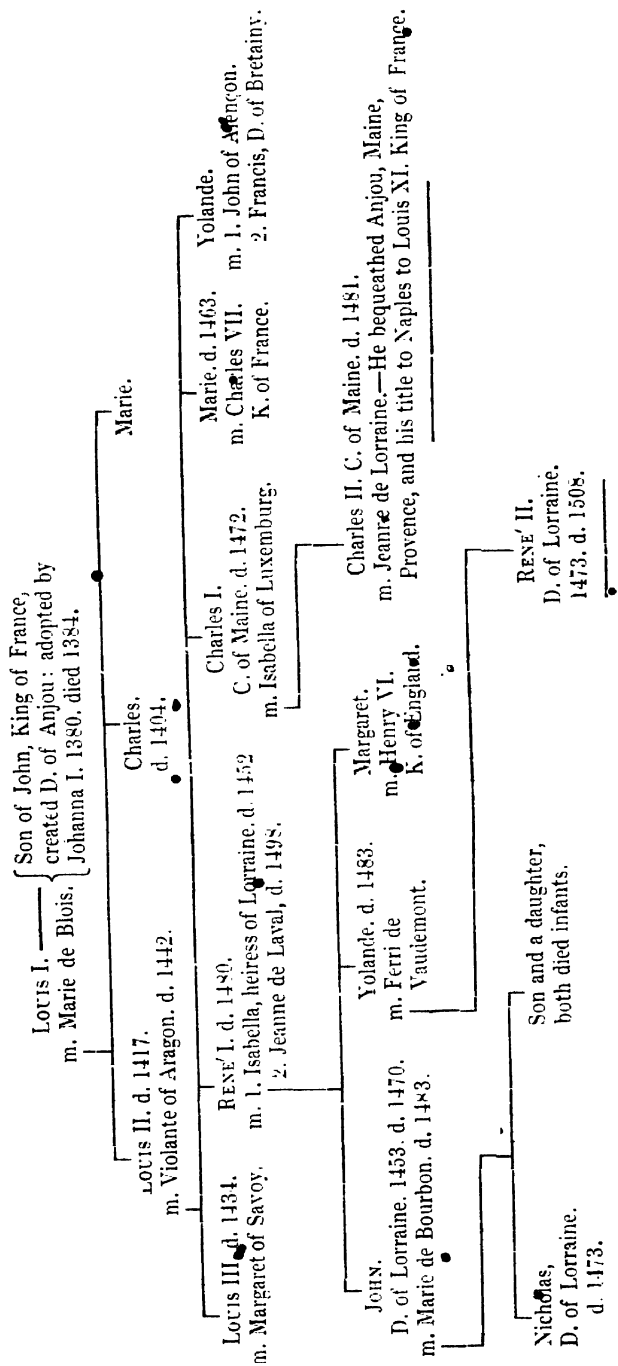 LOUIS I. Son of John, King of France,
created D. of Anjou: adopted by
Johanna I. 1380. died 1384.
m. Marie de Blois.
LOUIS II. d. 1417.
m. Violante of Aragon. d. 1442.
Charles.
d. 1404.
Marie.
LOUIS III. d. 1434.
m. Margaret of Savoy.
RENE' I. d. 1480.
m. 1. Isabella, heiress of Lorraine. d. 1452
2. Jeanne de Laval, d. 1498.
Charles I.
C. of Maine. d. 1472.
m. Isabella of Luxemburg.
Marie. d. 1463.
m. Charles VII.
K. of France.
Yolande.
m. 1. John of Alençon.
2. Francis, D. of Bretainy.
JOHN.
D. of Lorraine. 1453. d. 1470.
m. Marie de Bourbon. d. 1483.
Yolande. d. 1483.
m. Ferri de
Vaudemont.
Margaret.
m. Henry VI.
K. of England.
Charles II. C. of Maine. d. 1481.
m. Jeanne de Lorraine.—He bequeathed Anjou, Maine,
Provence, and his title to Naples to Louis XI. King of France.
Nicholas,
D. of Lorraine.
d. 1473.
Son and a daughter,
both died infants.
RENE' II.
D. of Lorraine.
1473. d. 1508.